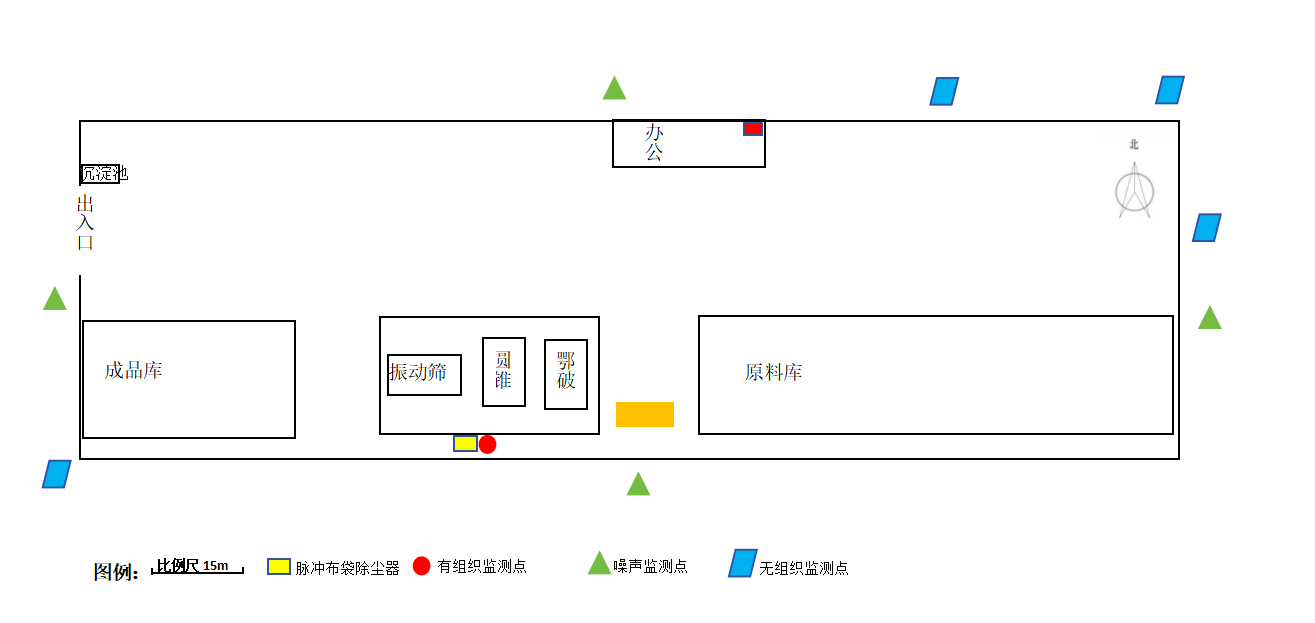 办公
北
沉淀池
出入口
成品库
振动筛
圆锥
鄂破
原料库
图例：
比例尺 15m
脉冲布袋除尘器
有组织监测点
噪声监测点
无组织监测点